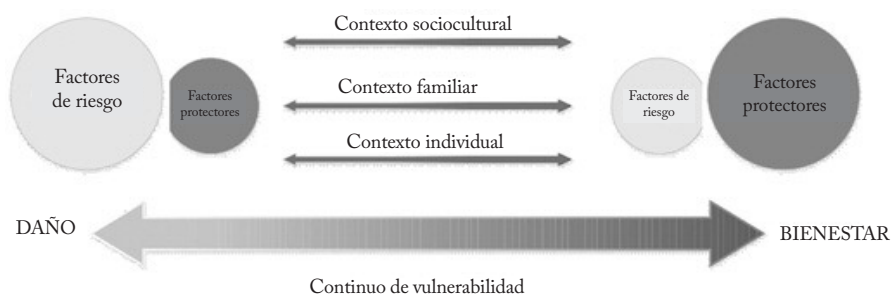 Contexto sociocultural
Factores
de riesgo
Factores
protectores
Contexto familiar
Contexto individual
Factores de
riesgo
Factores
protectores
DAÑO
BIENESTAR
Continuo de vulnerabilidad